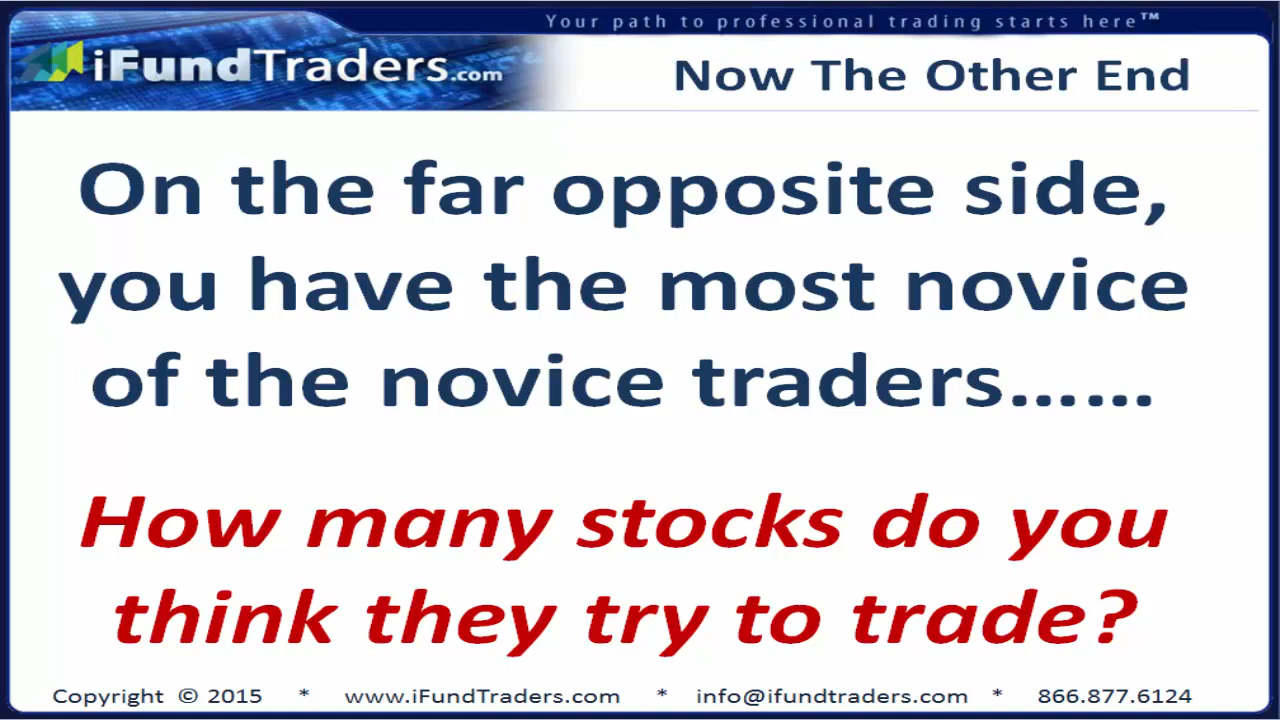 Your path to professional trading starts here™
iFundTraders.com
Now The Other End
On the far opposite side,
you have the most novice
of the novice traders......
How many stocks do you
think they try to trade?
Copyright © 2015 * www.iFundTraders.com * info@ifundtraders.com * 866.877.6124